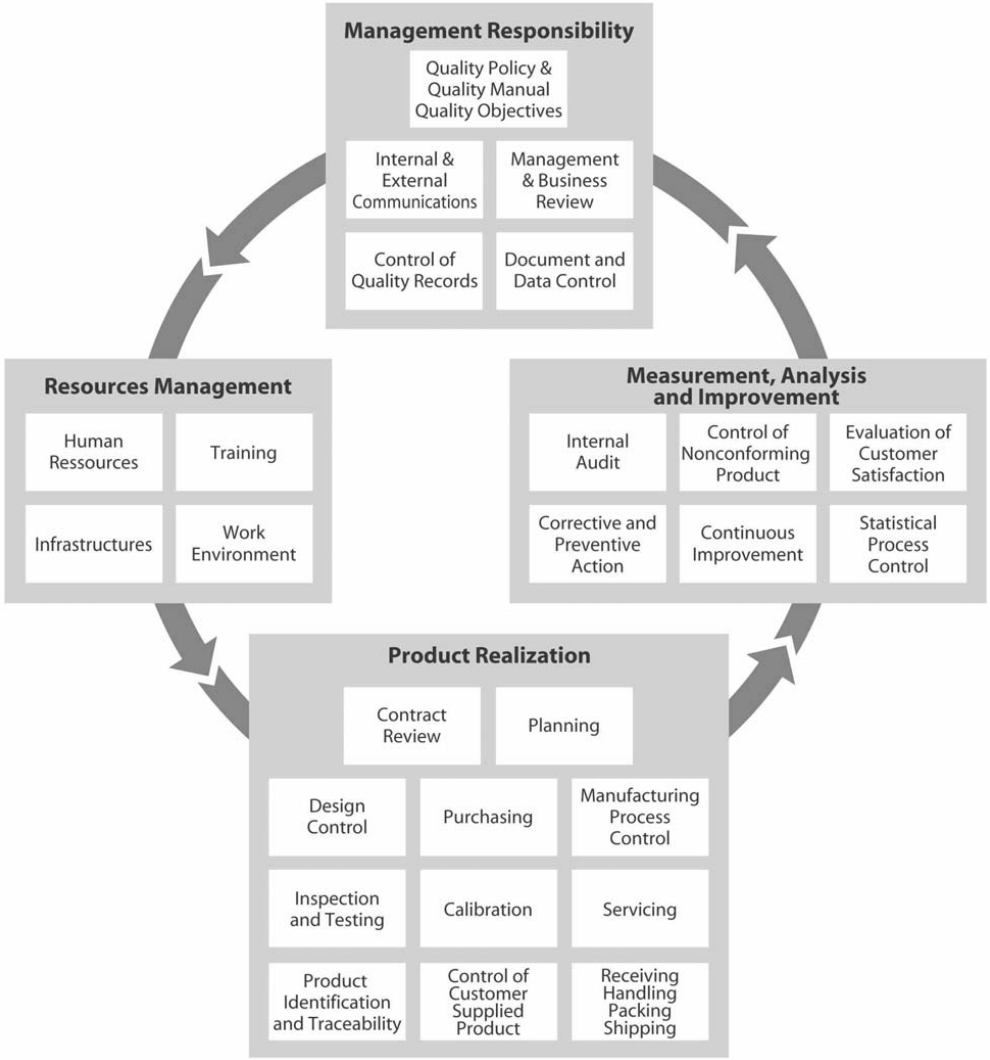 Management Responsibility
Quality Policy &
Quality Manual
Quality Objectives
Internal &
External
Communications
Management
& Business
Review
Control of
Quality Records
Document and
Data Control
Resources Management
Human
Ressources
Training
Infrastructures
Work
Environment
Measurement, Analysis
and Improvement
Internal
Audit
Control of
Nonconforming
Product
Evaluation of
Customer
Satisfaction
Corrective and
Preventive
Action
Continuous
Improvement
Statistical
Process
Control
Product Realization
Contract
Review
Planning
Design
Control
Purchasing
Manufacturing
Process
Control
Inspection
and Testing
Calibration
Servicing
Product
Identification
and Traceability
Control of
Customer
Supplied
Product
Receiving
Handling
Packing
Shipping